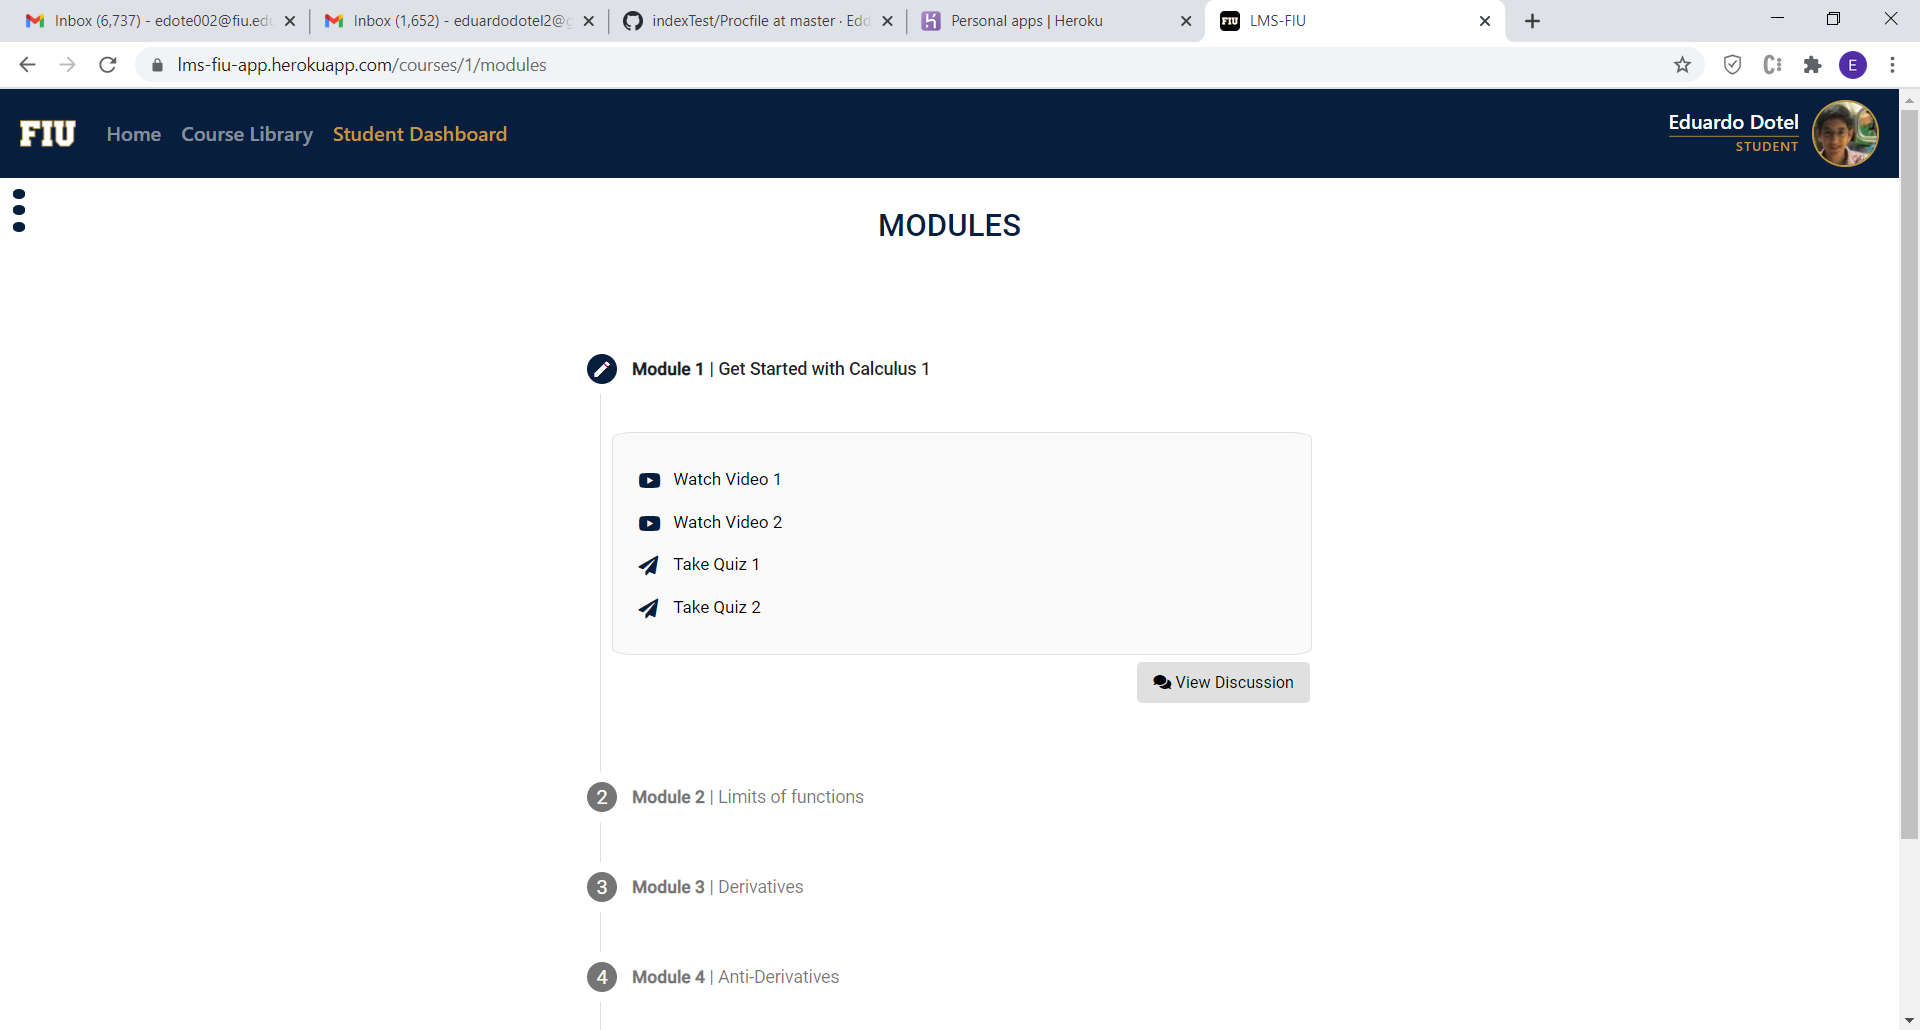 Inbox (6,737) - edote002@fiu.ed
Inbox (1,652) - eduardodotel2@g
indexTest/Procfile at master · Edd
Personal apps | Heroku
FIU LMS-FIU
lms-fiu-app.herokuapp.com/courses/1/modules
E
FIU
Home
Course Library
Student Dashboard
Eduardo Dotel
STUDENT
MODULES
Module 1 | Get Started with Calculus 1
Watch Video 1
Watch Video 2
Take Quiz 1
Take Quiz 2
View Discussion
2 Module 2 | Limits of functions
3 Module 3 | Derivatives
4 Module 4 | Anti-Derivatives